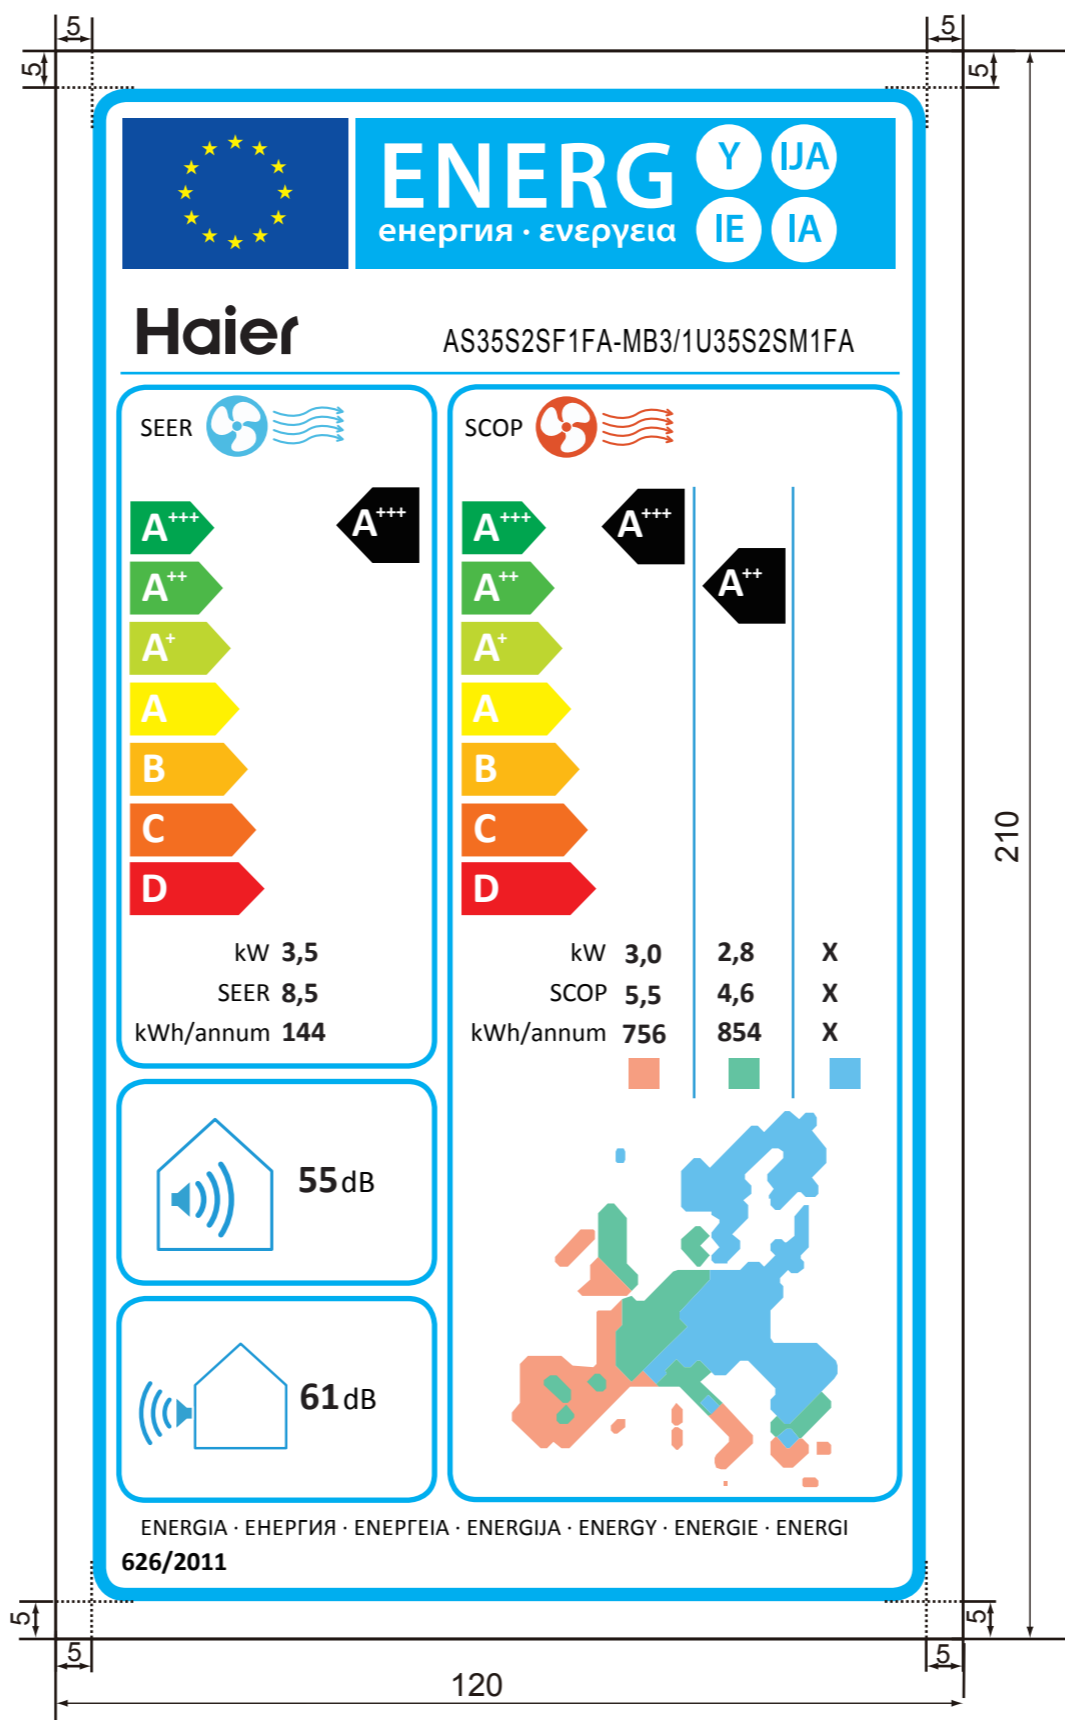 5
5
5
5
ENERG
Y
IJA
енергия · ενεργεια
IE
IA
Haier
AS35S2SF1FA-MB3/1U35S2SM1FA
SEER
A+++
A+++
A++
A+
A
B
C
D
kW 3,5
SEER 8,5
kWh/annum 144
SCOP
A+++
A+++
A++
A++
A+
A
B
C
D
kW 3,0 2,8 X
SCOP 5,5 4,6 X
kWh/annum 756 854 X
55 dB
61 dB
210
ENERGIA · ЕНЕРГИЯ · ΕΝΕΡΓΕΙΑ · ENERGIJA · ENERGY · ENERGIE · ENERGI
626/2011
5
5
5
5
120